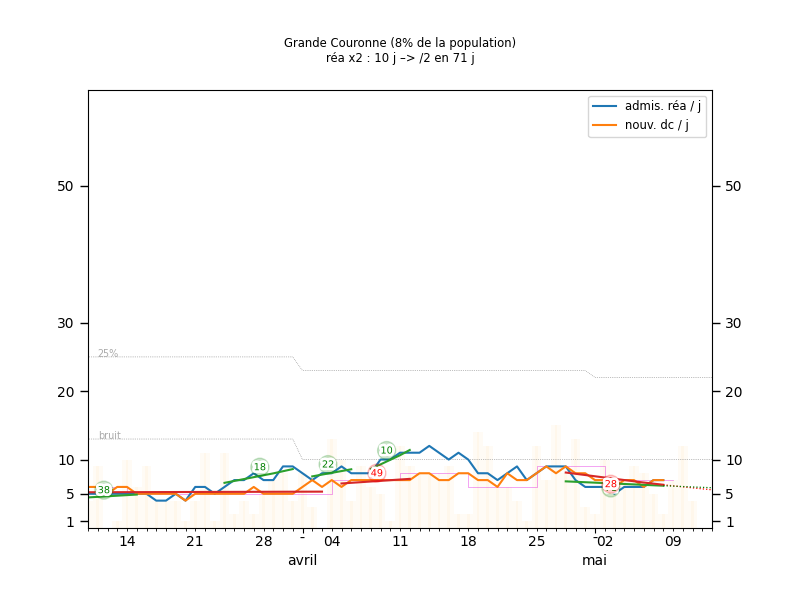 Grande Couronne (8% de la population)
réa x2 : 10 j –> /2 en 71 j
admis. réa / j
nouv. dc / j
50 50
30 30
25%
20 20
bruit
10 10
10
18
22
49
38
28
5 5
1 1
14 21 28 - 04 11 18 25 - 02 09
avril mai